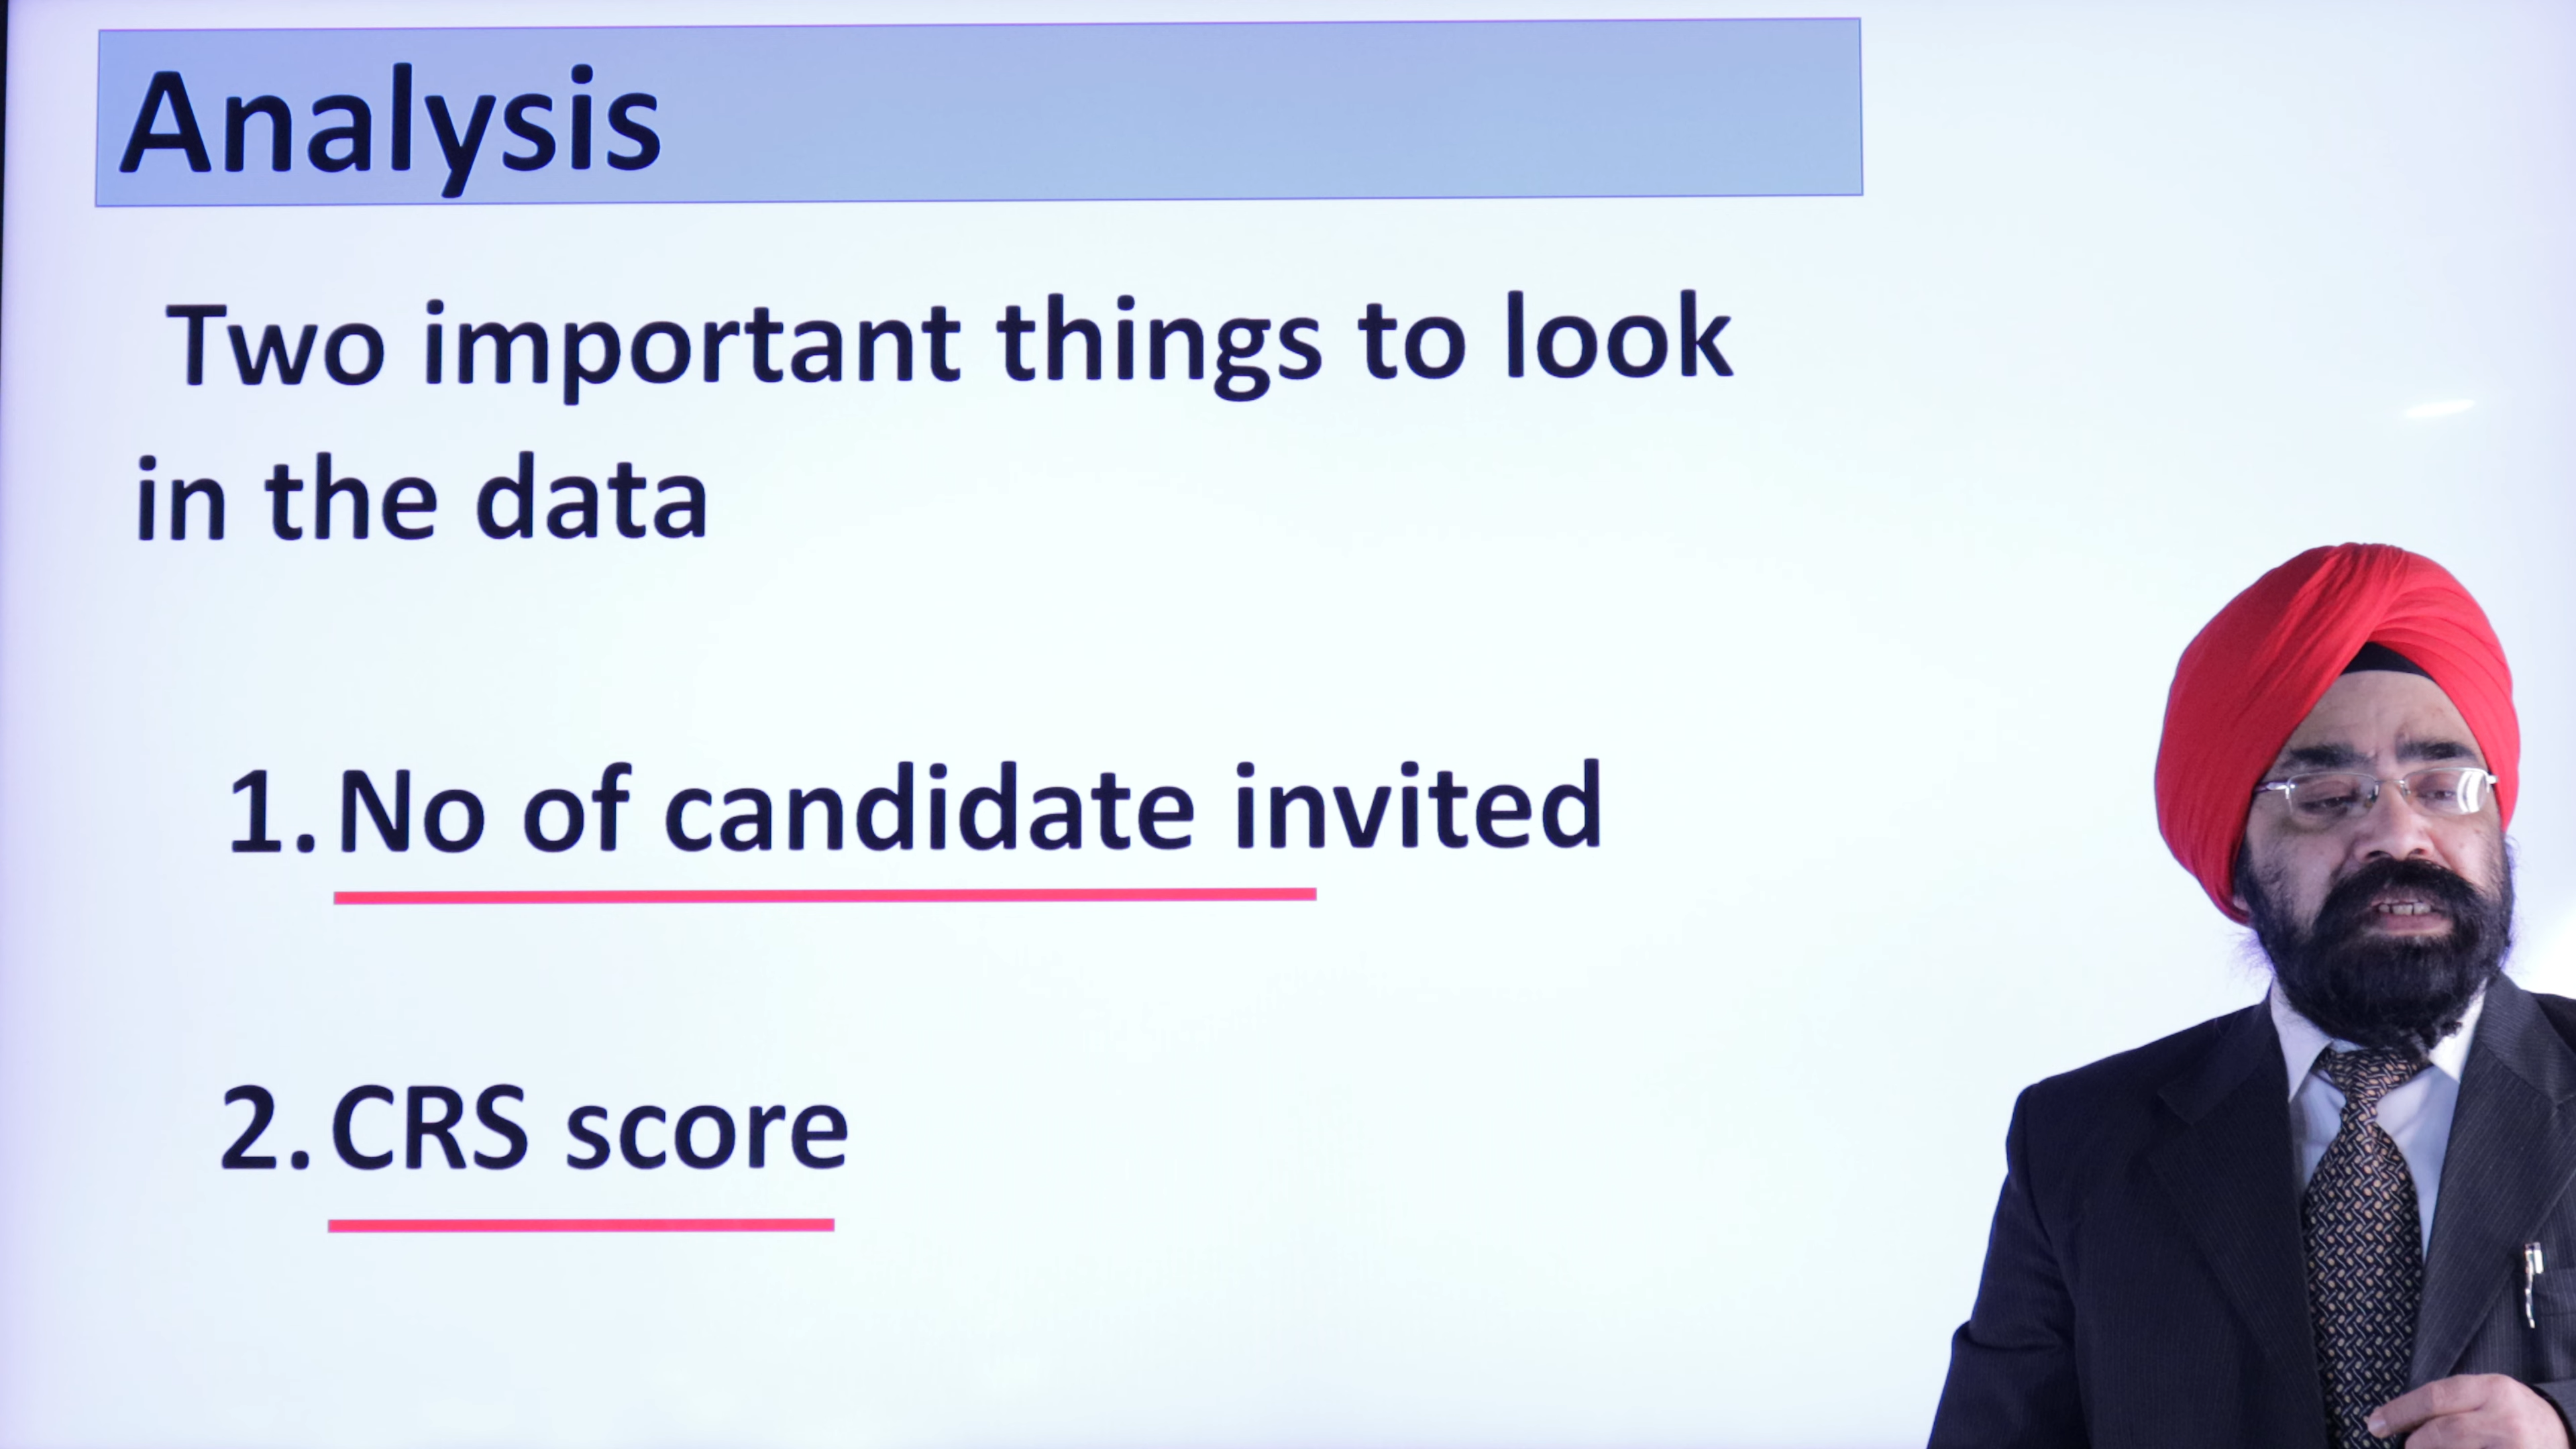 Analysis
Two important things to look
in the data
1. No of candidate invited
2. CRS score